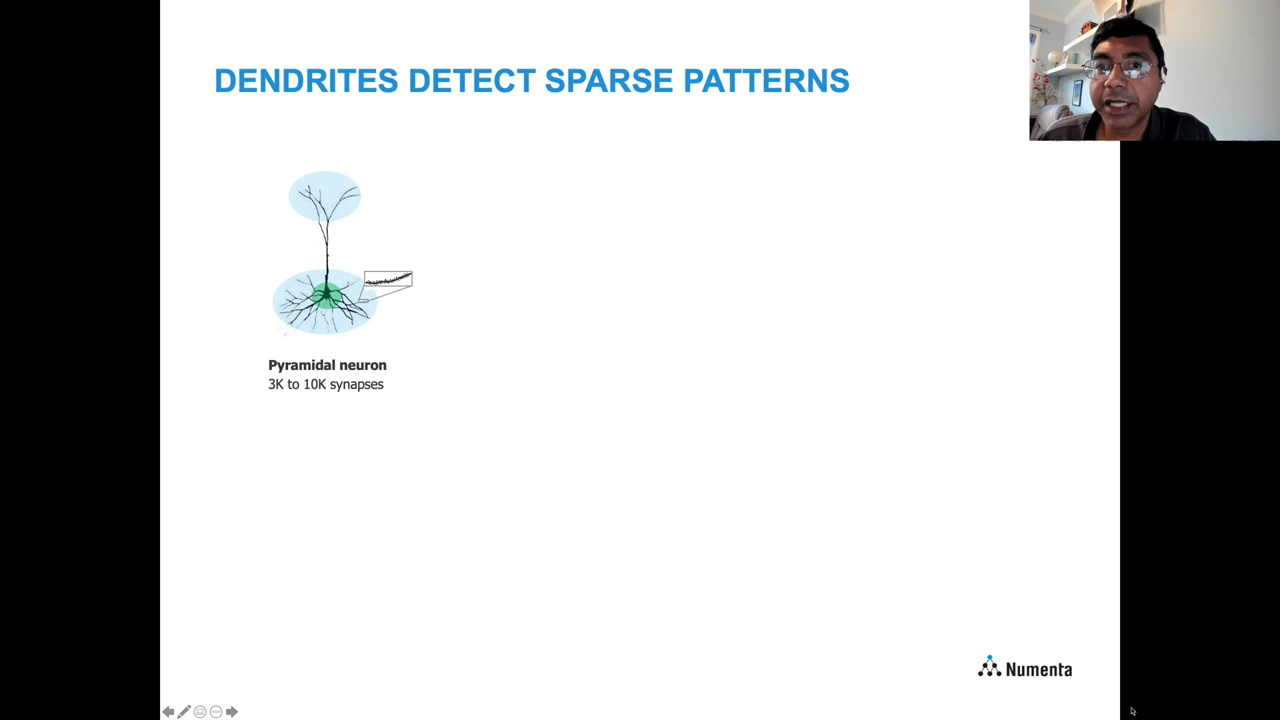 DENDRITES DETECT SPARSE PATTERNS
Pyramidal neuron
3K to 10K synapses
Numenta